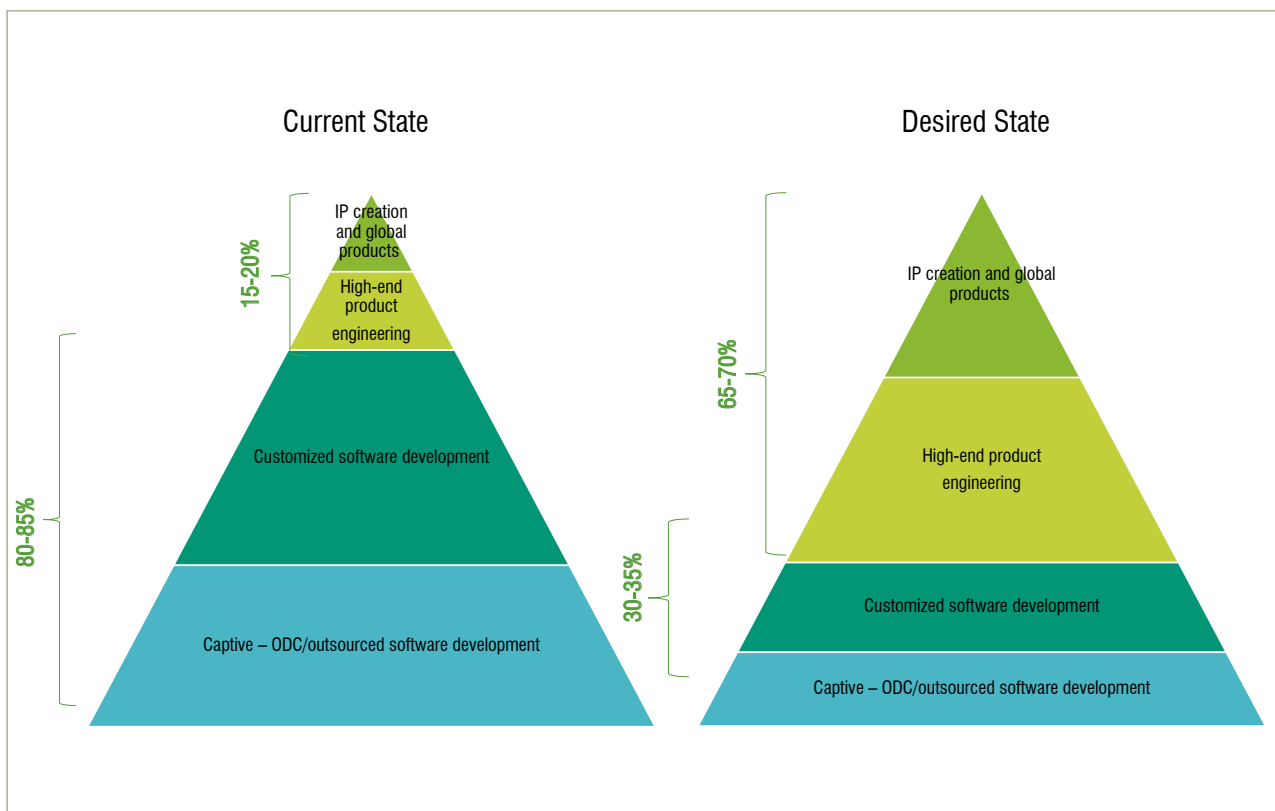 Current State
15-20%
80-85%
IP creation
and global
products
High-end
product
engineering
Customized software development
Captive – ODC/outsourced software development
Desired State
65-70%
30-35%
IP creation and global
products
High-end product
engineering
Customized software development
Captive – ODC/outsourced software development